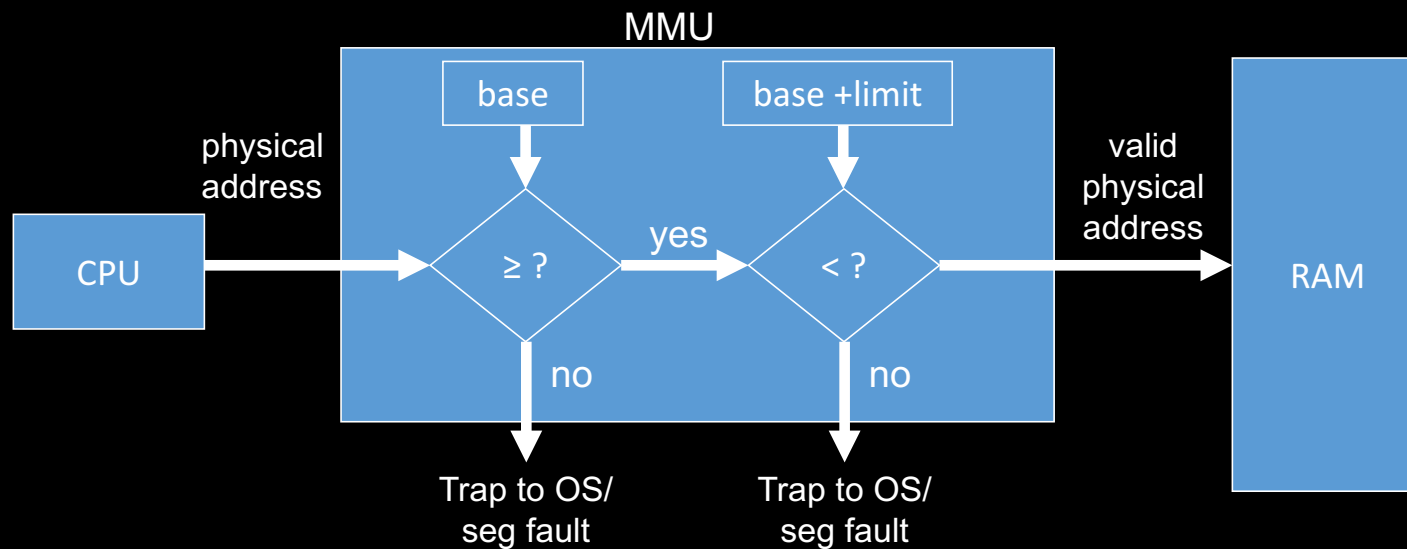 MMU
base
base +limit
physical
address
valid
physical
address
CPU
≥ ?
yes
< ?
RAM
no
no
Trap to OS/
seg fault
Trap to OS/
seg fault